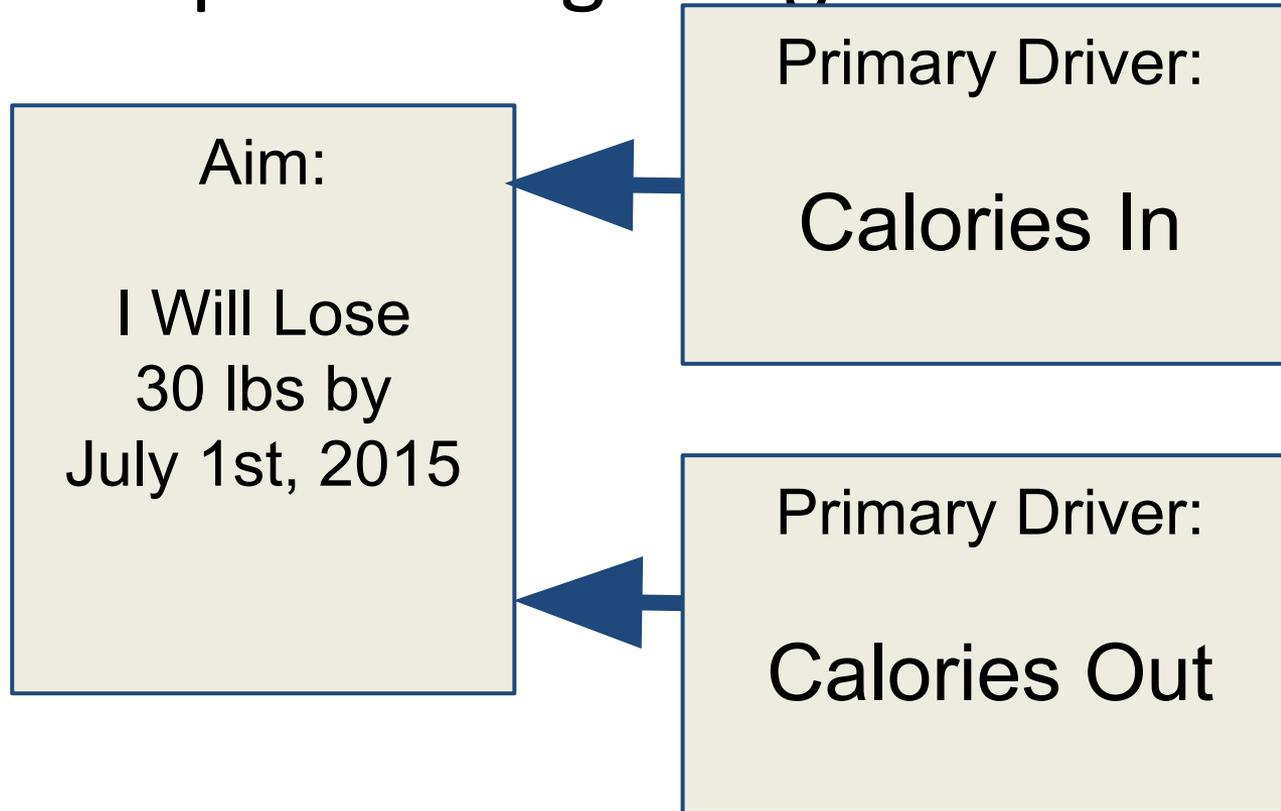 Aim:
I Will Lose
30 lbs by
July 1st, 2015
Primary Driver:
Calories In
Primary Driver:
Calories Out